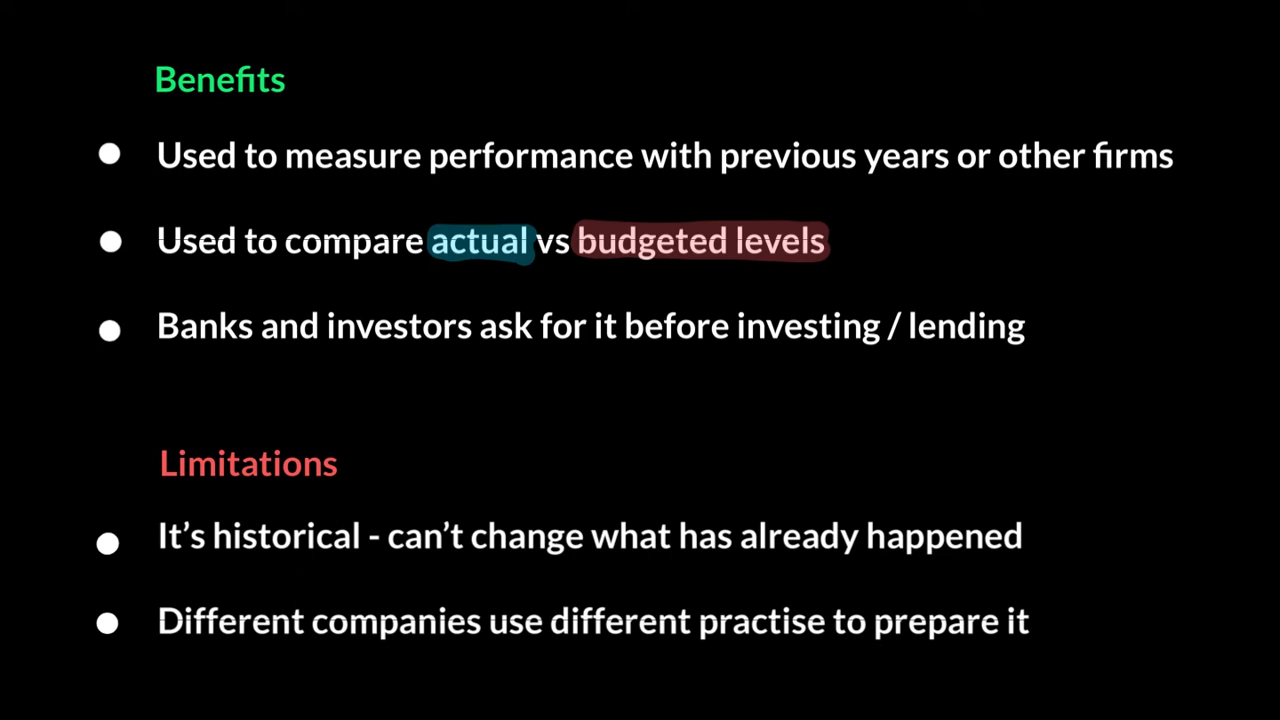 Benefits
Used to measure performance with previous years or other firms
Used to compare actual vs budgeted levels
Banks and investors ask for it before investing / lending
Limitations
It’s historical - can’t change what has already happened
Different companies use different practise to prepare it